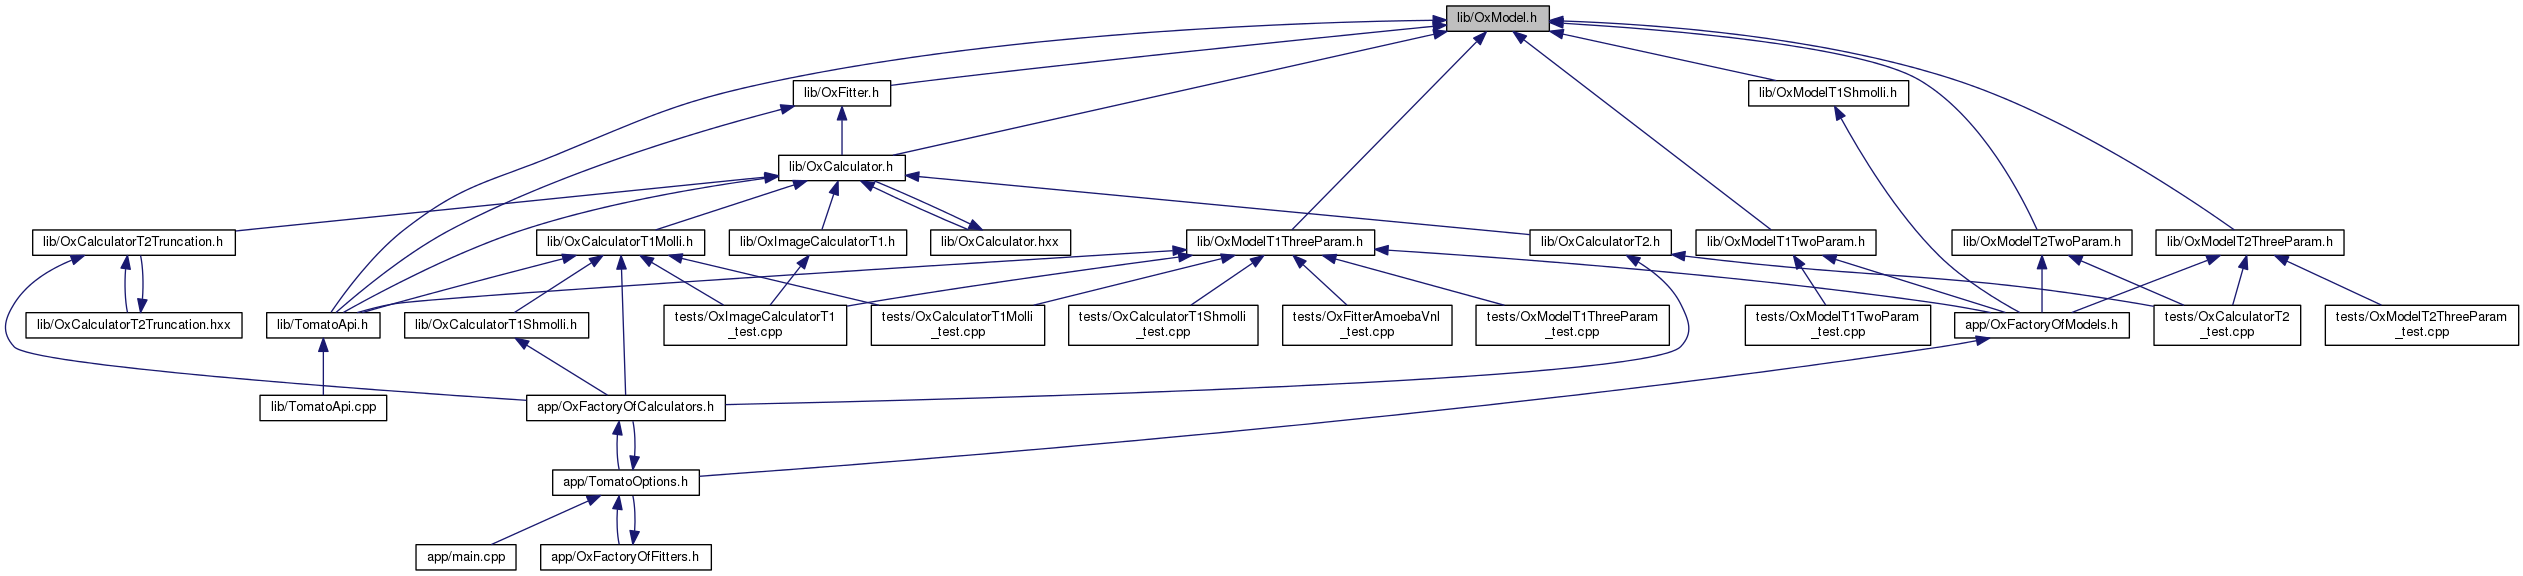 lib/OxModel.h
lib/OxFitter.h
lib/OxModelT1Shmolli.h
lib/OxCalculator.h
lib/OxCalculatorT2Truncation.h
lib/OxCalculatorT1Molli.h
lib/OxImageCalculatorT1.h
lib/OxCalculator.hxx
lib/OxModelT1ThreeParam.h
lib/OxCalculatorT2.h
lib/OxModelT1TwoParam.h
lib/OxModelT2TwoParam.h
lib/OxModelT2ThreeParam.h
lib/OxCalculatorT2Truncation.hxx
lib/TomatoApi.h
lib/OxCalculatorT1Shmolli.h
tests/OxImageCalculatorT1
_test.cpp
tests/OxCalculatorT1Molli
_test.cpp
tests/OxCalculatorT1Shmolli
_test.cpp
tests/OxFitterAmoebaVnl
_test.cpp
tests/OxModelT1ThreeParam
_test.cpp
tests/OxModelT1TwoParam
_test.cpp
app/OxFactoryOfModels.h
tests/OxCalculatorT2
_test.cpp
tests/OxModelT2ThreeParam
_test.cpp
lib/TomatoApi.cpp
app/OxFactoryOfCalculators.h
app/TomatoOptions.h
app/main.cpp
app/OxFactoryOfFitters.h